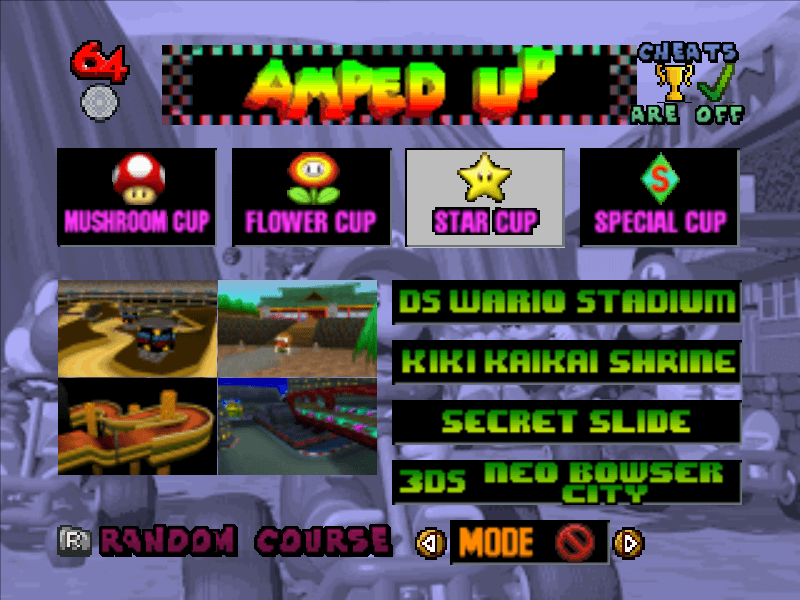 64
AMPED UP
CHEATS
ARE OFF
MUSHROOM CUP
FLOWER CUP
STAR CUP
S
SPECIAL CUP
DS WARIO STADIUM
KIKI KAIKAI SHRINE
SECRET SLIDE
3DS NEO BOWSER
CITY
R RANDOM COURSE
MODE